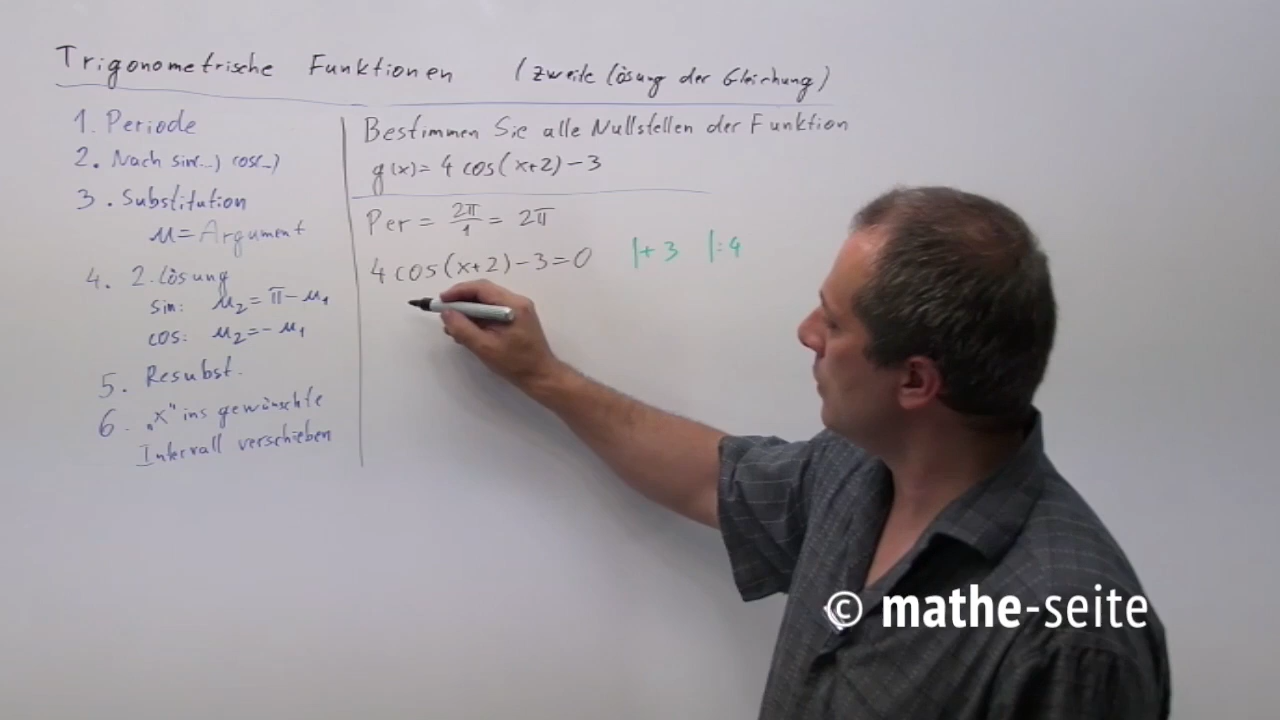 Trigonometrische Funktionen (zweite Lösung der Gleichung)
1. Periode
2. Nach sin(...) cos(...)
3. Substitution
u = Argument
4. 2. Lösung
sin: u₂ = π - u₁
cos: u₂ = - u₁
5. Resubst.
6. „x" ins gewünschte
Intervall verschieben
Bestimmen Sie alle Nullstellen der Funktion
g(x) = 4 cos(x+2) - 3
Per = 2π/1 = 2π
4 cos(x+2) - 3 = 0 |+3 |:4
© mathe-seite